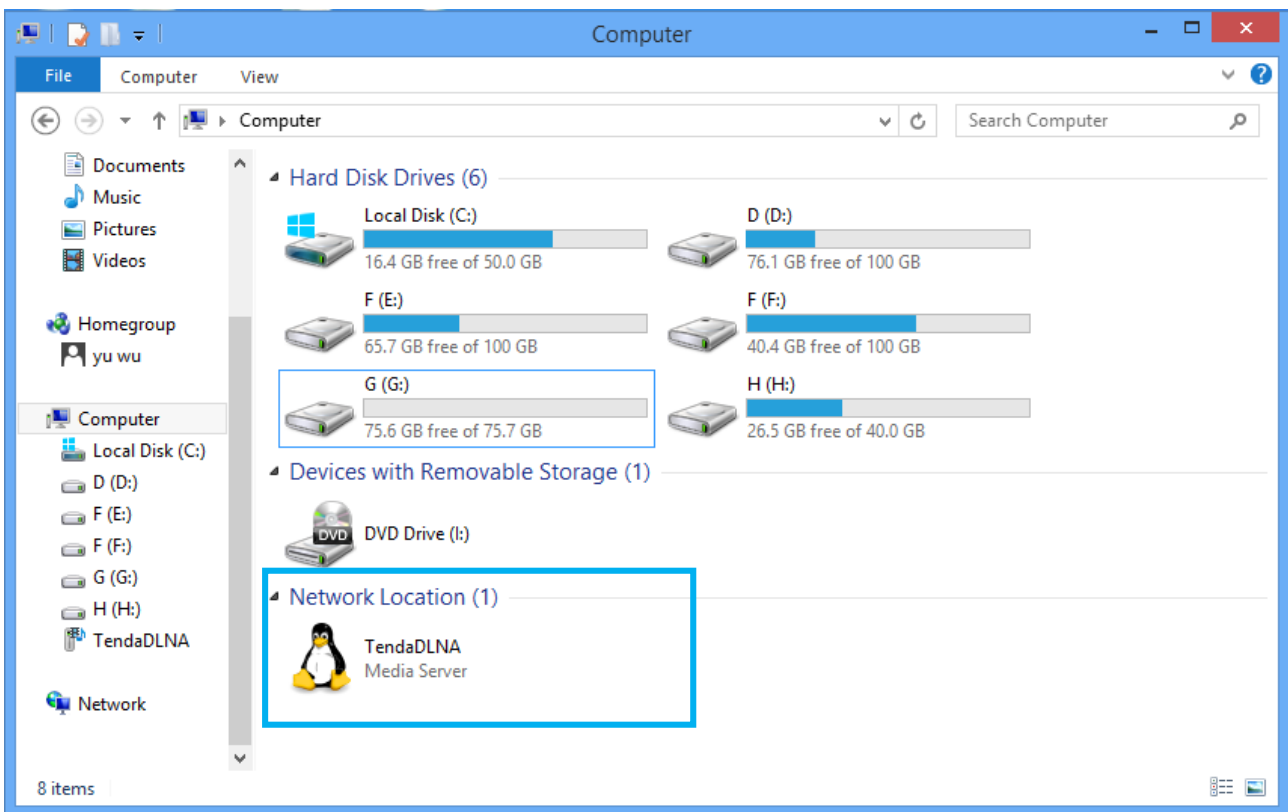 Computer
File Computer View
Computer Search Computer
Documents
Music
Pictures
Videos
Homegroup
yu wu
Computer
Local Disk (C:)
D (D:)
F (E:)
F (F:)
G (G:)
H (H:)
TendaDLNA
Network
Hard Disk Drives (6)
Local Disk (C:)
16.4 GB free of 50.0 GB
D (D:)
76.1 GB free of 100 GB
F (E:)
65.7 GB free of 100 GB
F (F:)
40.4 GB free of 100 GB
G (G:)
75.6 GB free of 75.7 GB
H (H:)
26.5 GB free of 40.0 GB
Devices with Removable Storage (1)
DVD
DVD Drive (I:)
Network Location (1)
TendaDLNA
Media Server
8 items